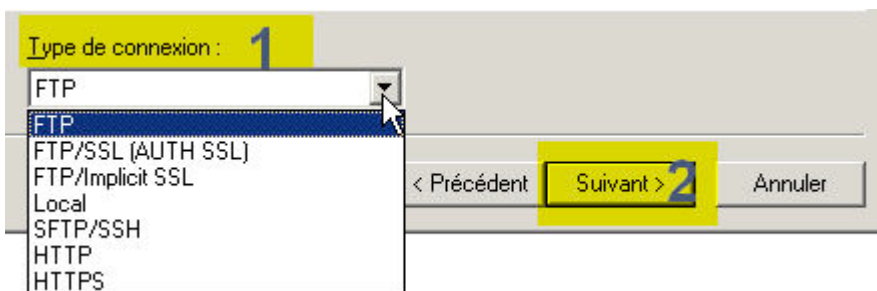 Type de connexion : 1
FTP
FTP
FTP/SSL (AUTH SSL)
FTP/Implicit SSL
Local
SFTP/SSH
HTTP
HTTPS
< Précédent
Suivant > 2
Annuler